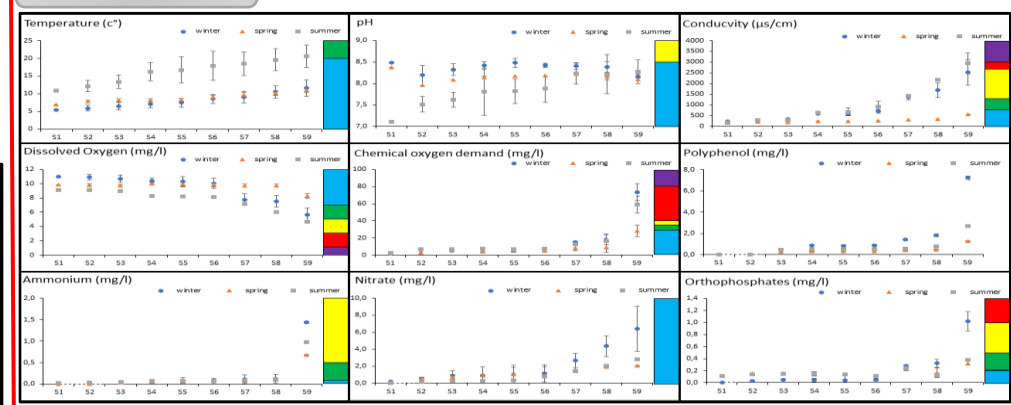 Temperature (c°)
winter spring summer
25
20
15
10
5
0
S1 S2 S3 S4 S5 S6 S7 S8 S9
pH
winter spring summer
9,0
8,5
8,0
7,5
7,0
S1 S2 S3 S4 S5 S6 S7 S8 S9
Conducvity (µs/cm)
winter spring summer
4000
3500
3000
2500
2000
1500
1000
500
0
S1 S2 S3 S4 S5 S6 S7 S8 S9
Dissolved Oxygen (mg/l)
winter spring summer
12
10
8
6
4
2
0
S1 S2 S3 S4 S5 S6 S7 S8 S9
Chemical oxygen demand (mg/l)
winter spring summer
100
80
60
40
20
0
S1 S2 S3 S4 S5 S6 S7 S8 S9
Polyphenol (mg/l)
winter spring summer
8,0
6,0
4,0
2,0
0,0
S1 S2 S3 S4 S5 S6 S7 S8 S9
Ammonium (mg/l)
winter spring summer
2,0
1,5
1,0
0,5
0,0
S1 S2 S3 S4 S5 S6 S7 S8 S9
Nitrate (mg/l)
winter spring summer
10,0
8,0
6,0
4,0
2,0
0,0
S1 S2 S3 S4 S5 S6 S7 S8 S9
Orthophosphates (mg/l)
winter spring summer
1,4
1,2
1,0
0,8
0,6
0,4
0,2
0,0
S1 S2 S3 S4 S5 S6 S7 S8 S9